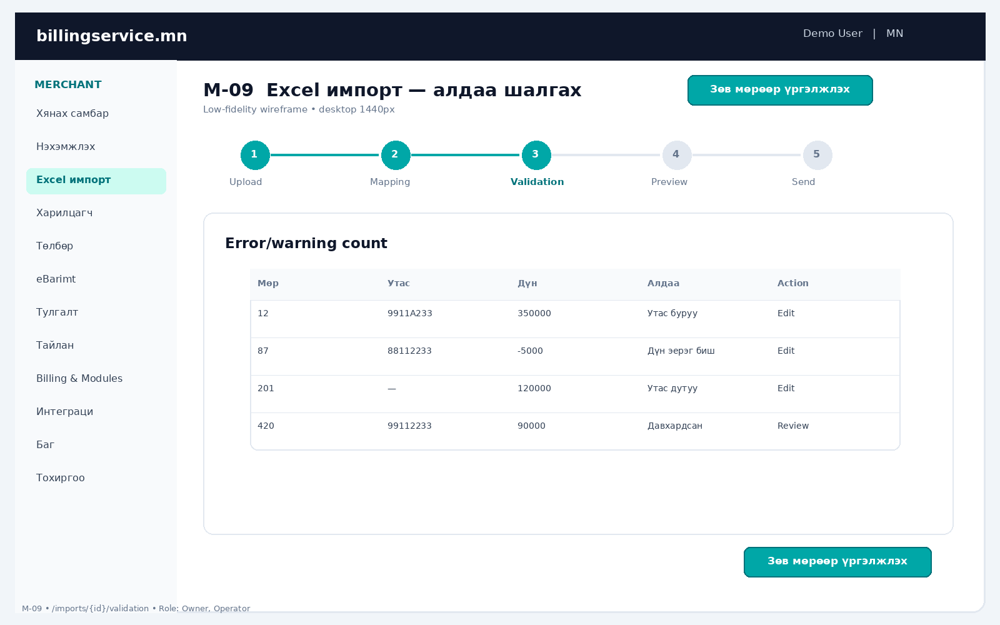 billingservice.mn
Demo User | MN
MERCHANT
Хянах самбар
Нэхэмжлэх
Excel импорт
Харилцагч
Төлбөр
eBarimt
Тулгалт
Тайлан
Billing & Modules
Интеграци
Баг
Тохиргоо
M-09 Excel импорт — алдаа шалгах
Low-fidelity wireframe • desktop 1440px
Зөв мөрөөр үргэлжлэх
1 2 3 4 5
Upload Mapping Validation Preview Send
Error/warning count
Мөр Утас Дүн Алдаа Action
12 9911A233 350000 Утас буруу Edit
87 88112233 -5000 Дүн эерэг биш Edit
201 — 120000 Утас дутуу Edit
420 99112233 90000 Давхардсан Review
Зөв мөрөөр үргэлжлэх
M-09 • /imports/{id}/validation • Role: Owner, Operator